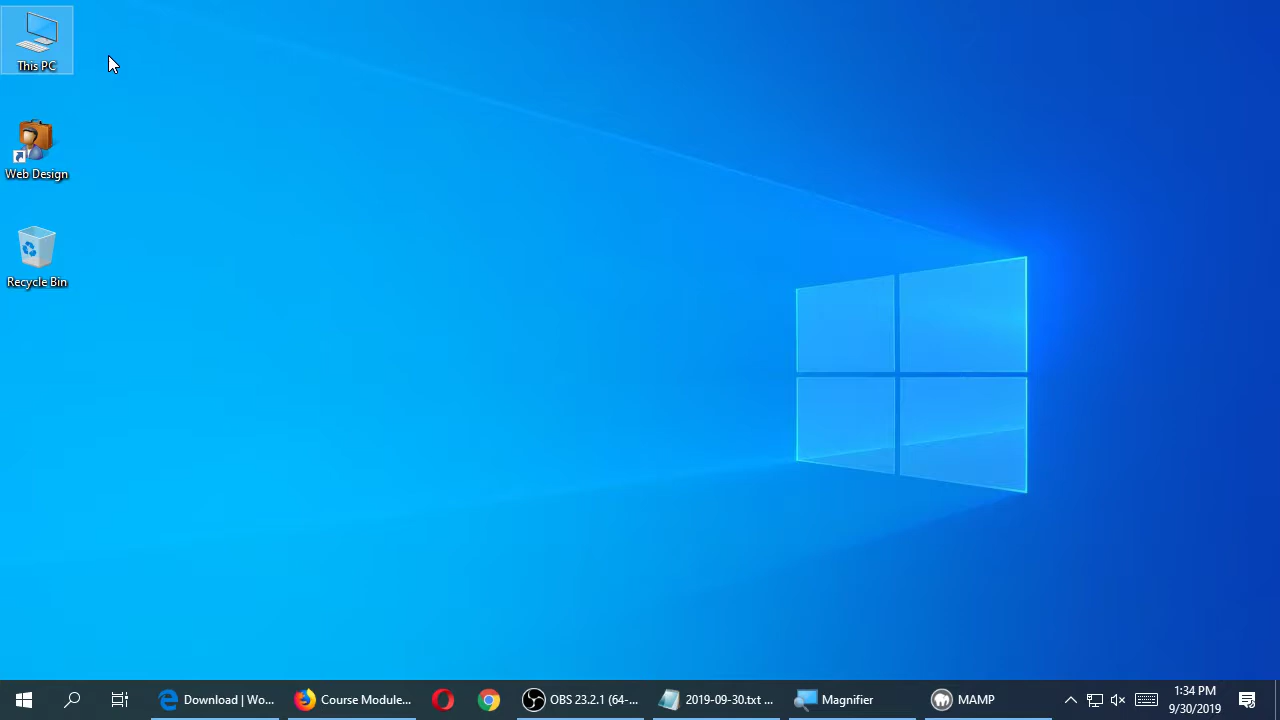 This PC
Web Design
Recycle Bin
Download | Wo...
Course Module...
OBS 23.2.1 (64-...
2019-09-30.txt ...
Magnifier
MAMP
1:34 PM
9/30/2019